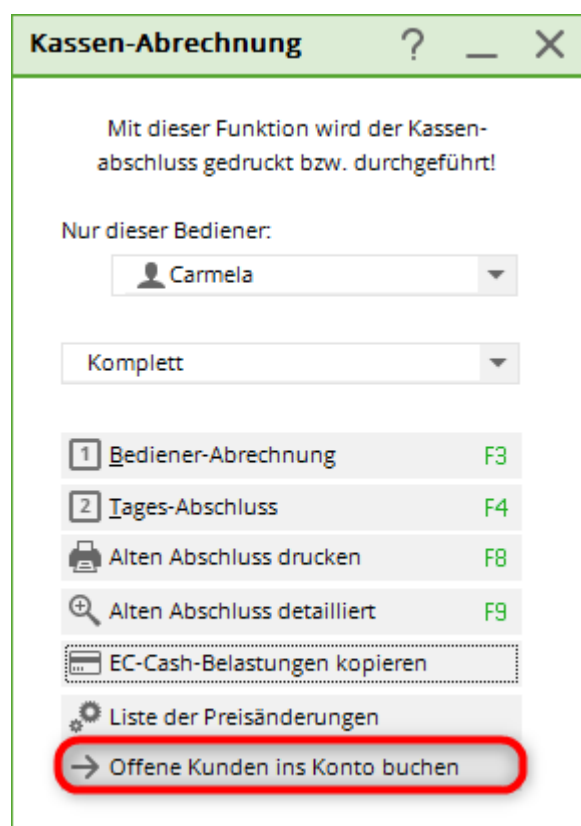 Kassen-Abrechnung ?
Mit dieser Funktion wird der Kassen-
abschluss gedruckt bzw. durchgeführt!
Nur dieser Bediener:
Carmela
Komplett
1 Bediener-Abrechnung F3
2 Tages-Abschluss F4
Alten Abschluss drucken F8
Alten Abschluss detailliert F9
EC-Cash-Belastungen kopieren
Liste der Preisänderungen
Offene Kunden ins Konto buchen